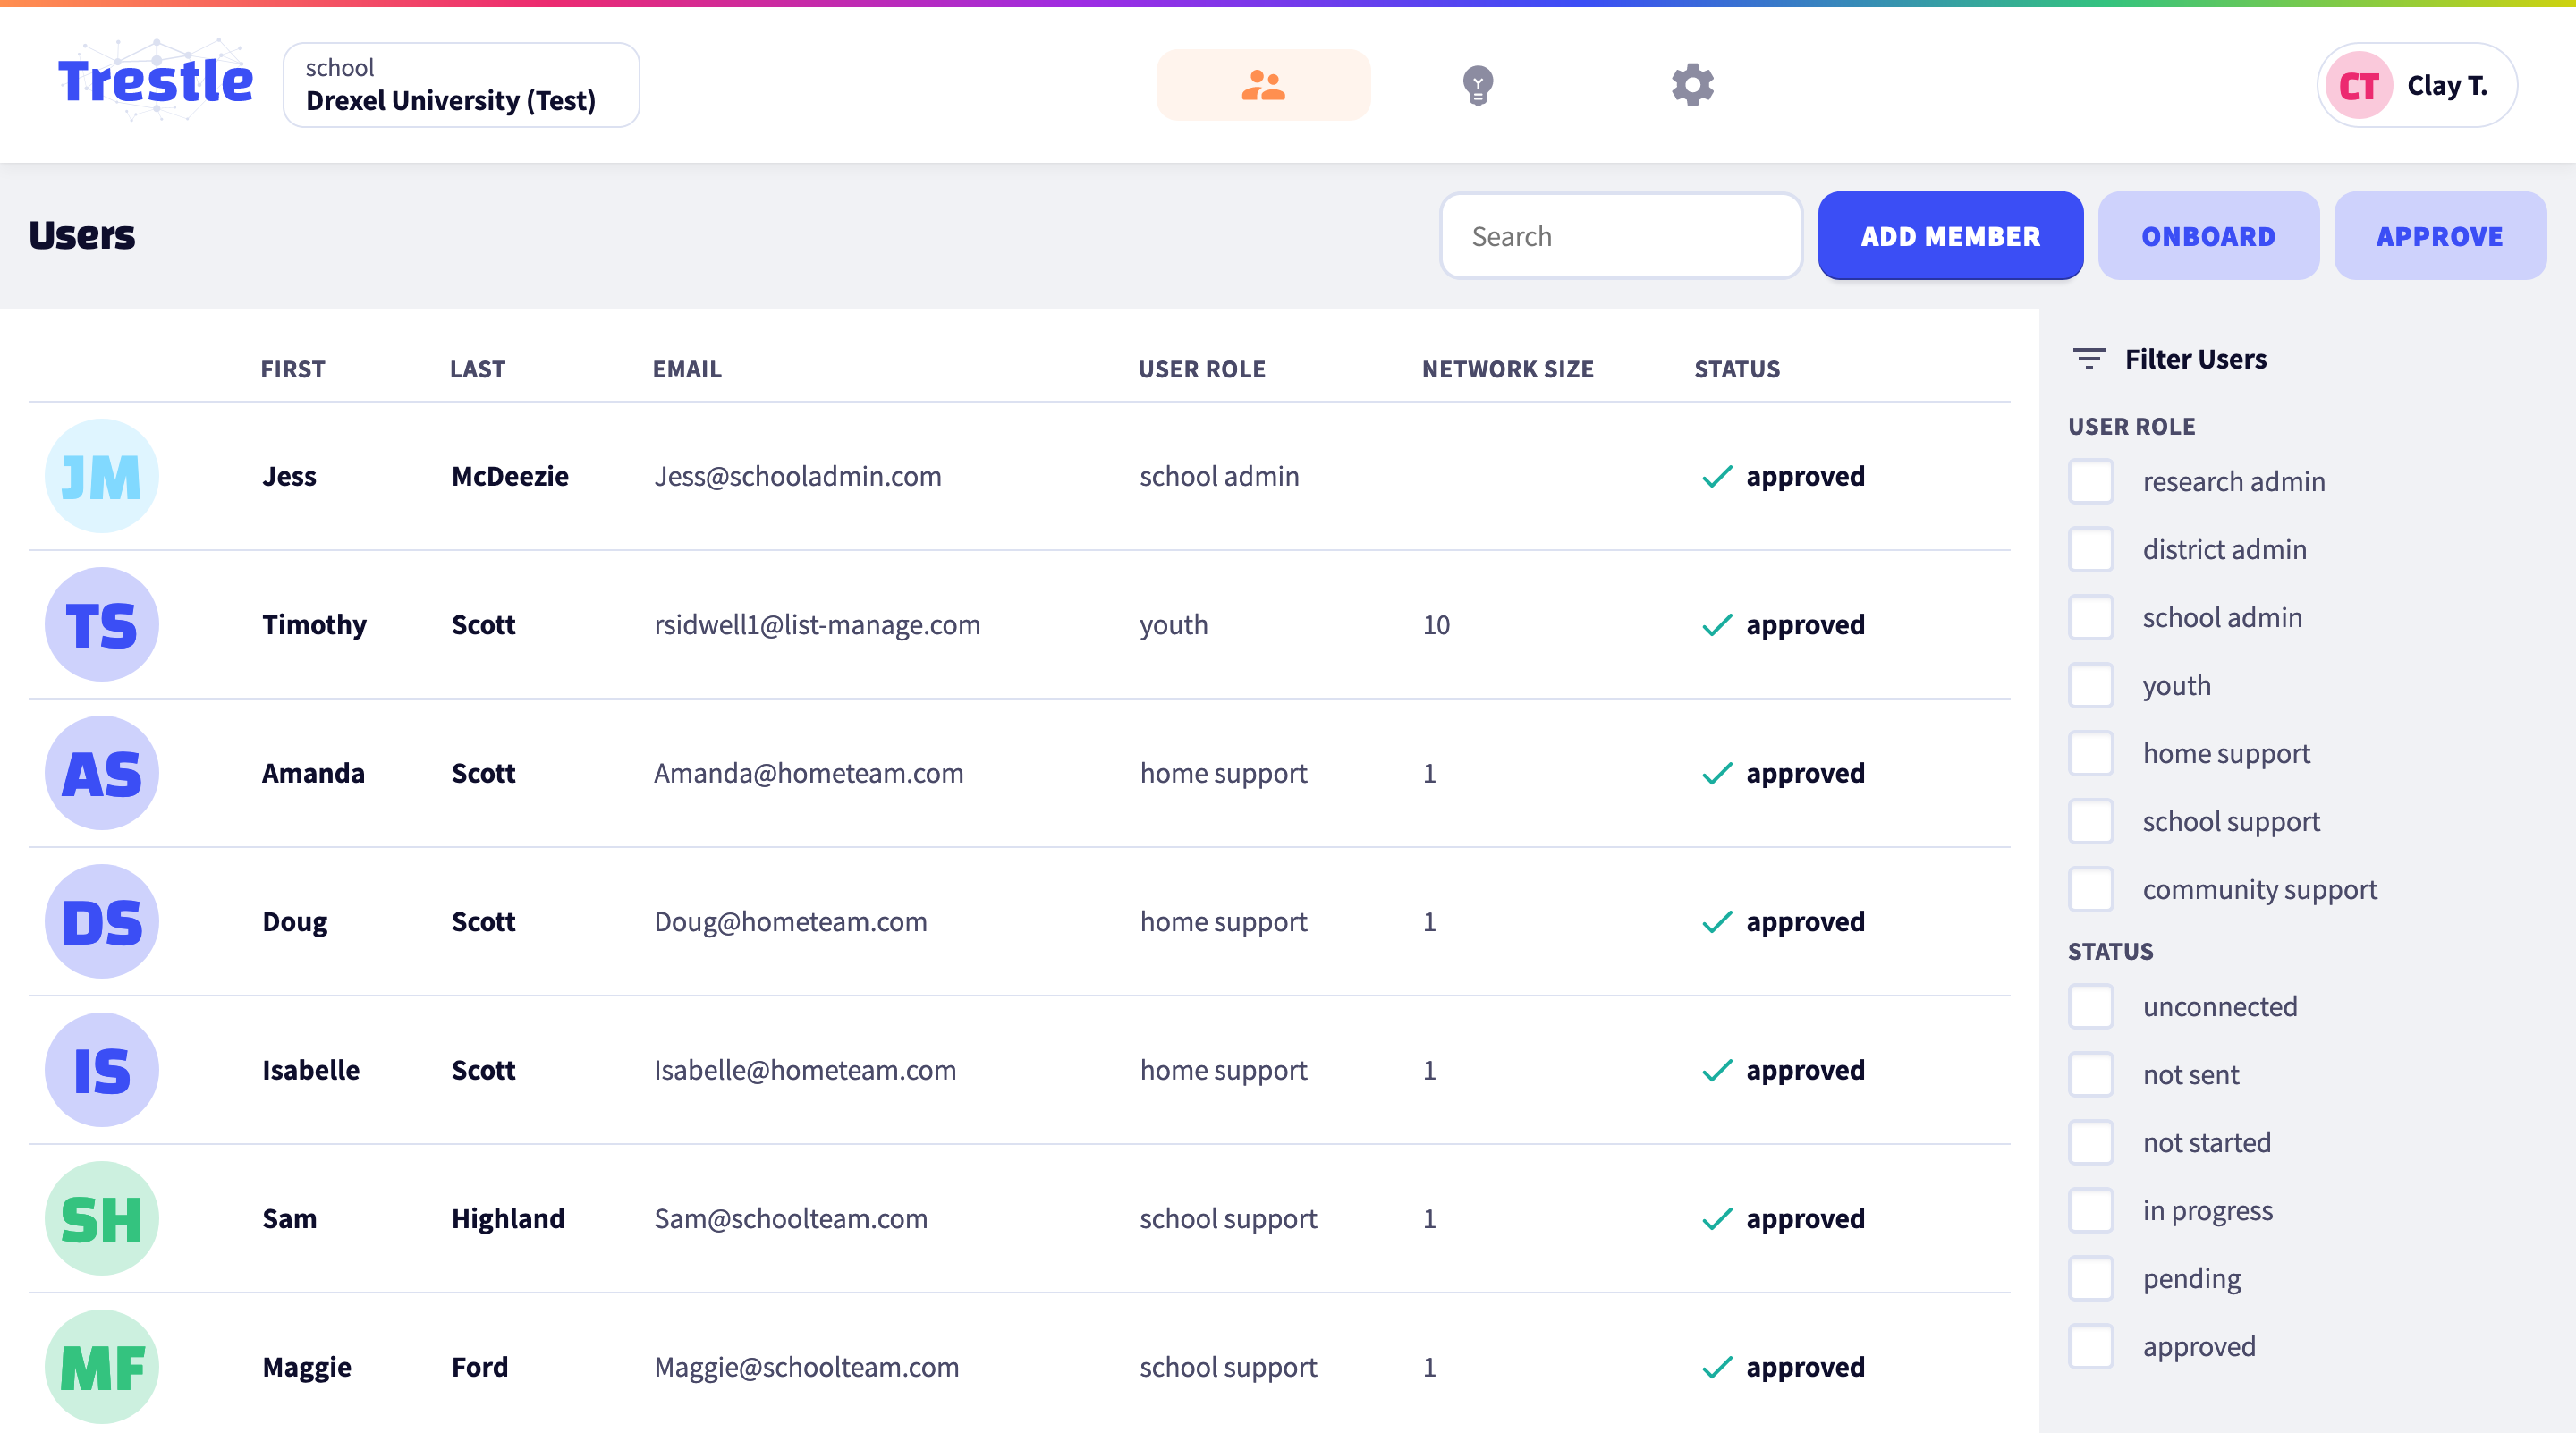 Trestle
school
Drexel University (Test)
CT Clay T.
Users
Search
ADD MEMBER
ONBOARD
APPROVE
FIRST LAST EMAIL USER ROLE NETWORK SIZE STATUS
JM Jess McDeezie Jess@schooladmin.com school admin approved
TS Timothy Scott rsidwell1@list-manage.com youth 10 approved
AS Amanda Scott Amanda@hometeam.com home support 1 approved
DS Doug Scott Doug@hometeam.com home support 1 approved
IS Isabelle Scott Isabelle@hometeam.com home support 1 approved
SH Sam Highland Sam@schoolteam.com school support 1 approved
MF Maggie Ford Maggie@schoolteam.com school support 1 approved
Filter Users
USER ROLE
research admin
district admin
school admin
youth
home support
school support
community support
STATUS
unconnected
not sent
not started
in progress
pending
approved